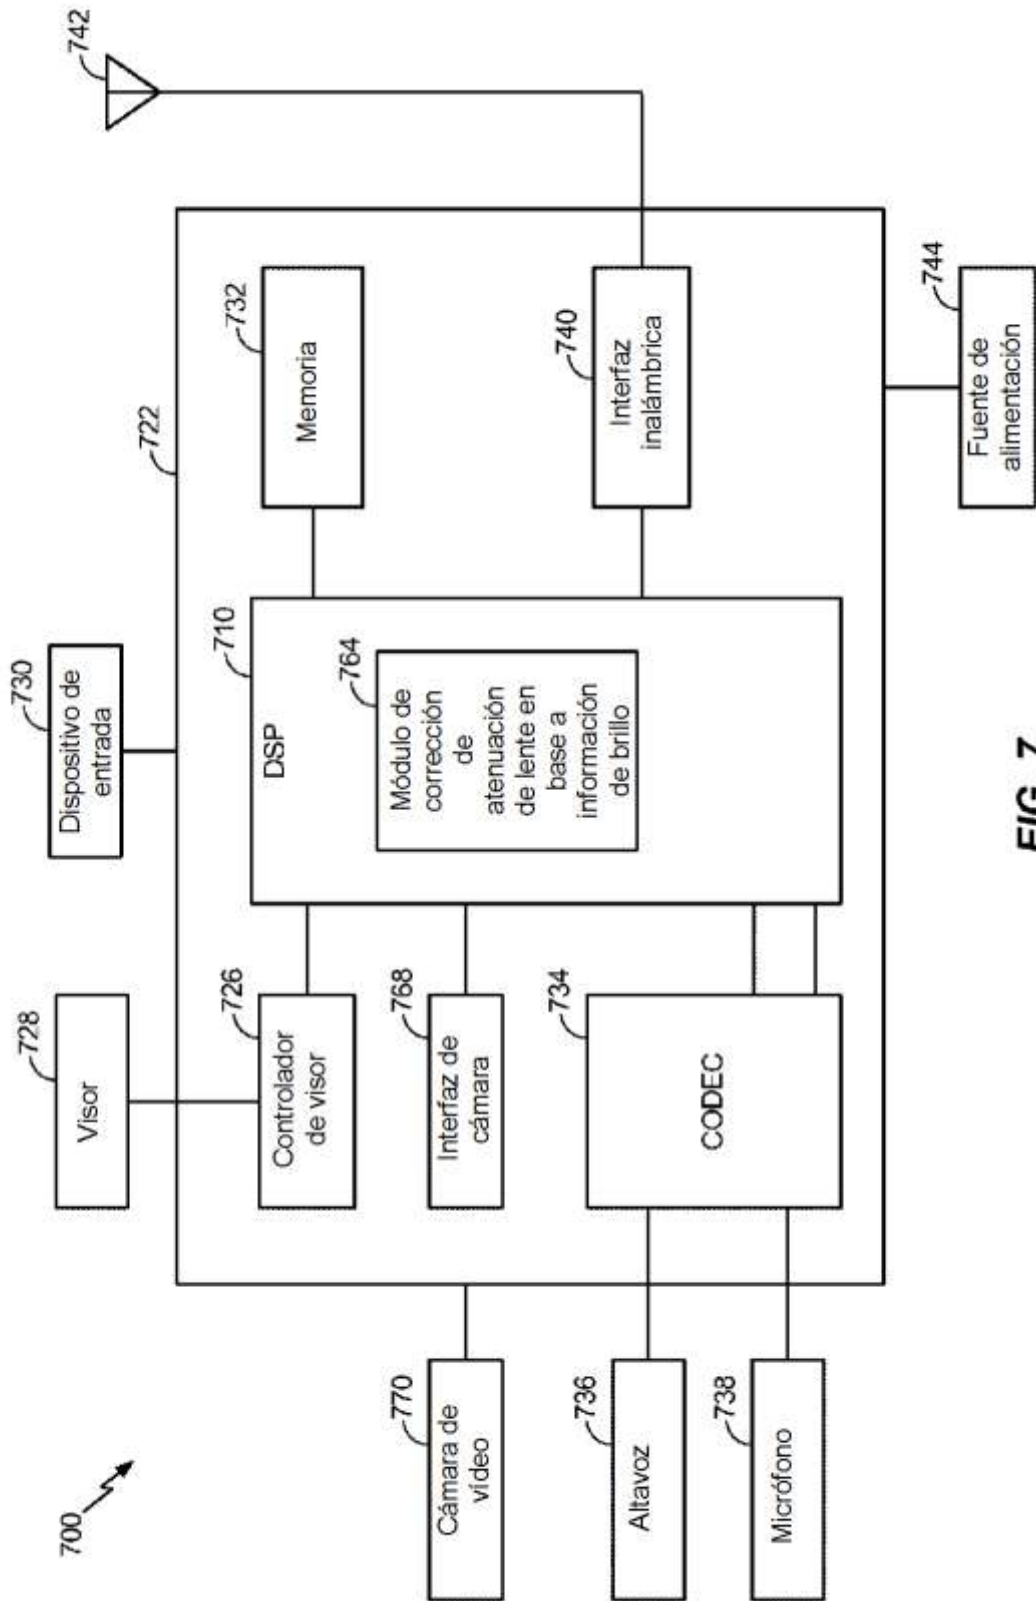 700
728
Visor
730
Dispositivo de
entrada
722
742
726
Controlador
de visor
710
DSP
732
Memoria
764
Módulo de
corrección
de
atenuación
de lente en
base a
información
de brillo
770
Cámara de
vídeo
768
Interfaz de
cámara
740
Interfaz
inalámbrica
736
Altavoz
734
CODEC
738
Micrófono
744
Fuente de
alimentación
FIG. 7